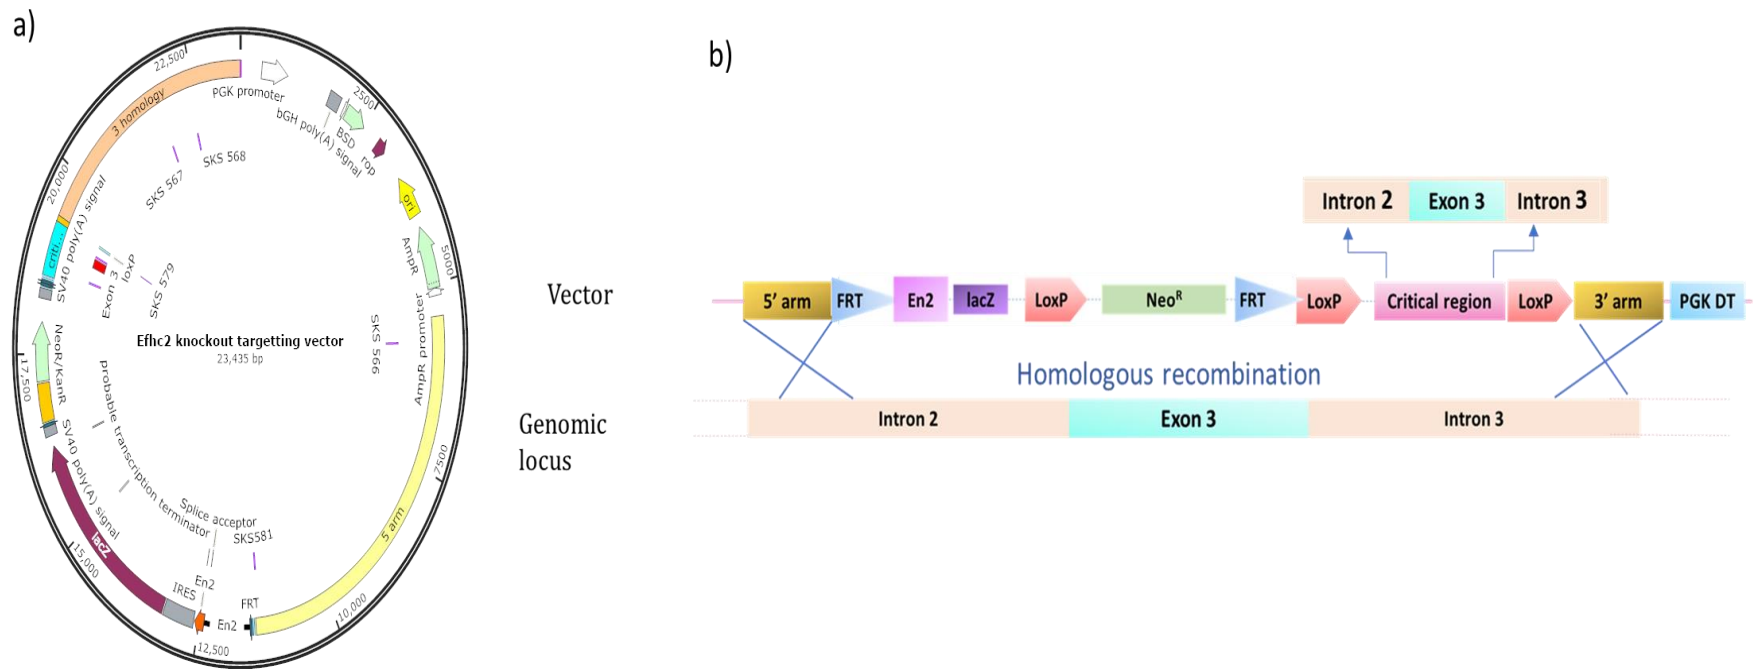 a)
22,500
2500
PGK promoter
3 homology
bGH poly(A) signal
BSD
rop
SKS 568
SKS 567
20,000
ori
SV40 poly(A) signal
criti...
AmpR
5000
loxP
Exon 3
SKS 579
AmpR promoter
NeoR/KanR
Efhc2 knockout targetting vector
23,435 bp
SKS 566
17,500
probable transcription terminator
SV40 poly(A) signal
7500
Splice acceptor
SKS581
5 arm
lacZ
15,000
En2
IRES
FRT
En2
10,000
12,500
b)
Intron 2 Exon 3 Intron 3
Vector
5' arm FRT En2 lacZ LoxP Neo^R FRT LoxP Critical region LoxP 3' arm PGK DT
Homologous recombination
Genomic
locus
Intron 2 Exon 3 Intron 3